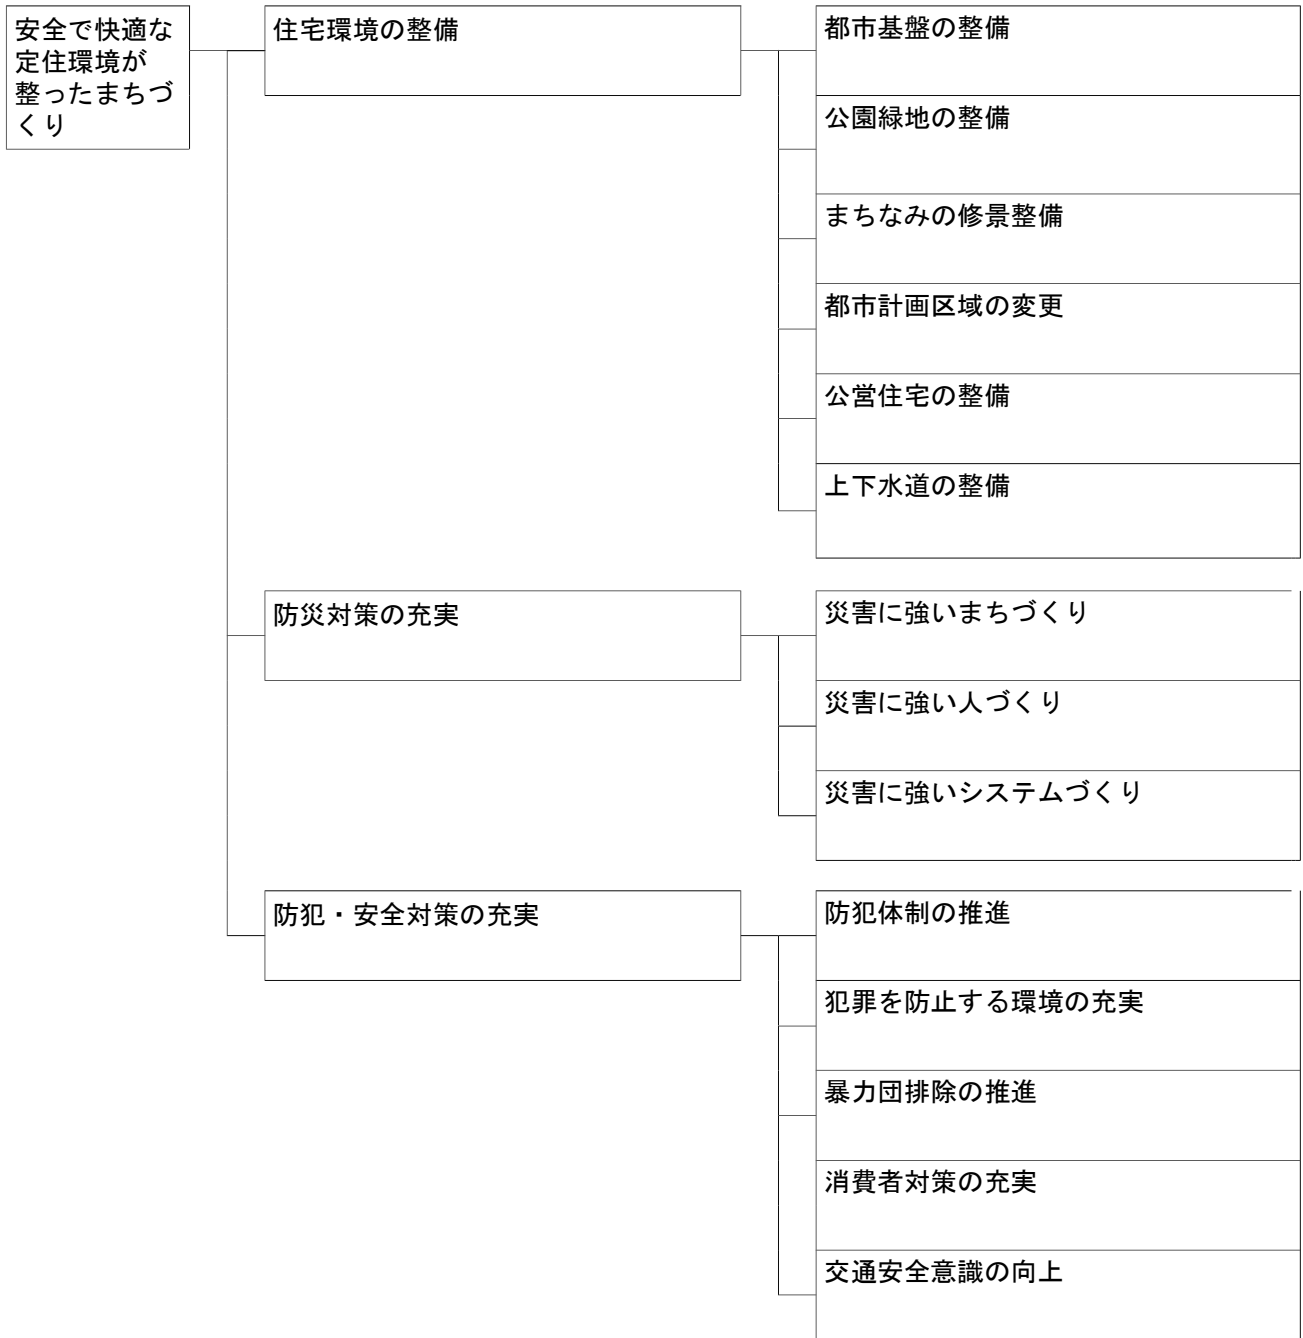 安全で快適な
定住環境が
整ったまちづ
くり
住宅環境の整備
都市基盤の整備
公園緑地の整備
まちなみの修景整備
都市計画区域の変更
公営住宅の整備
上下水道の整備
防災対策の充実
災害に強いまちづくり
災害に強い人づくり
災害に強いシステムづくり
防犯・安全対策の充実
防犯体制の推進
犯罪を防止する環境の充実
暴力団排除の推進
消費者対策の充実
交通安全意識の向上